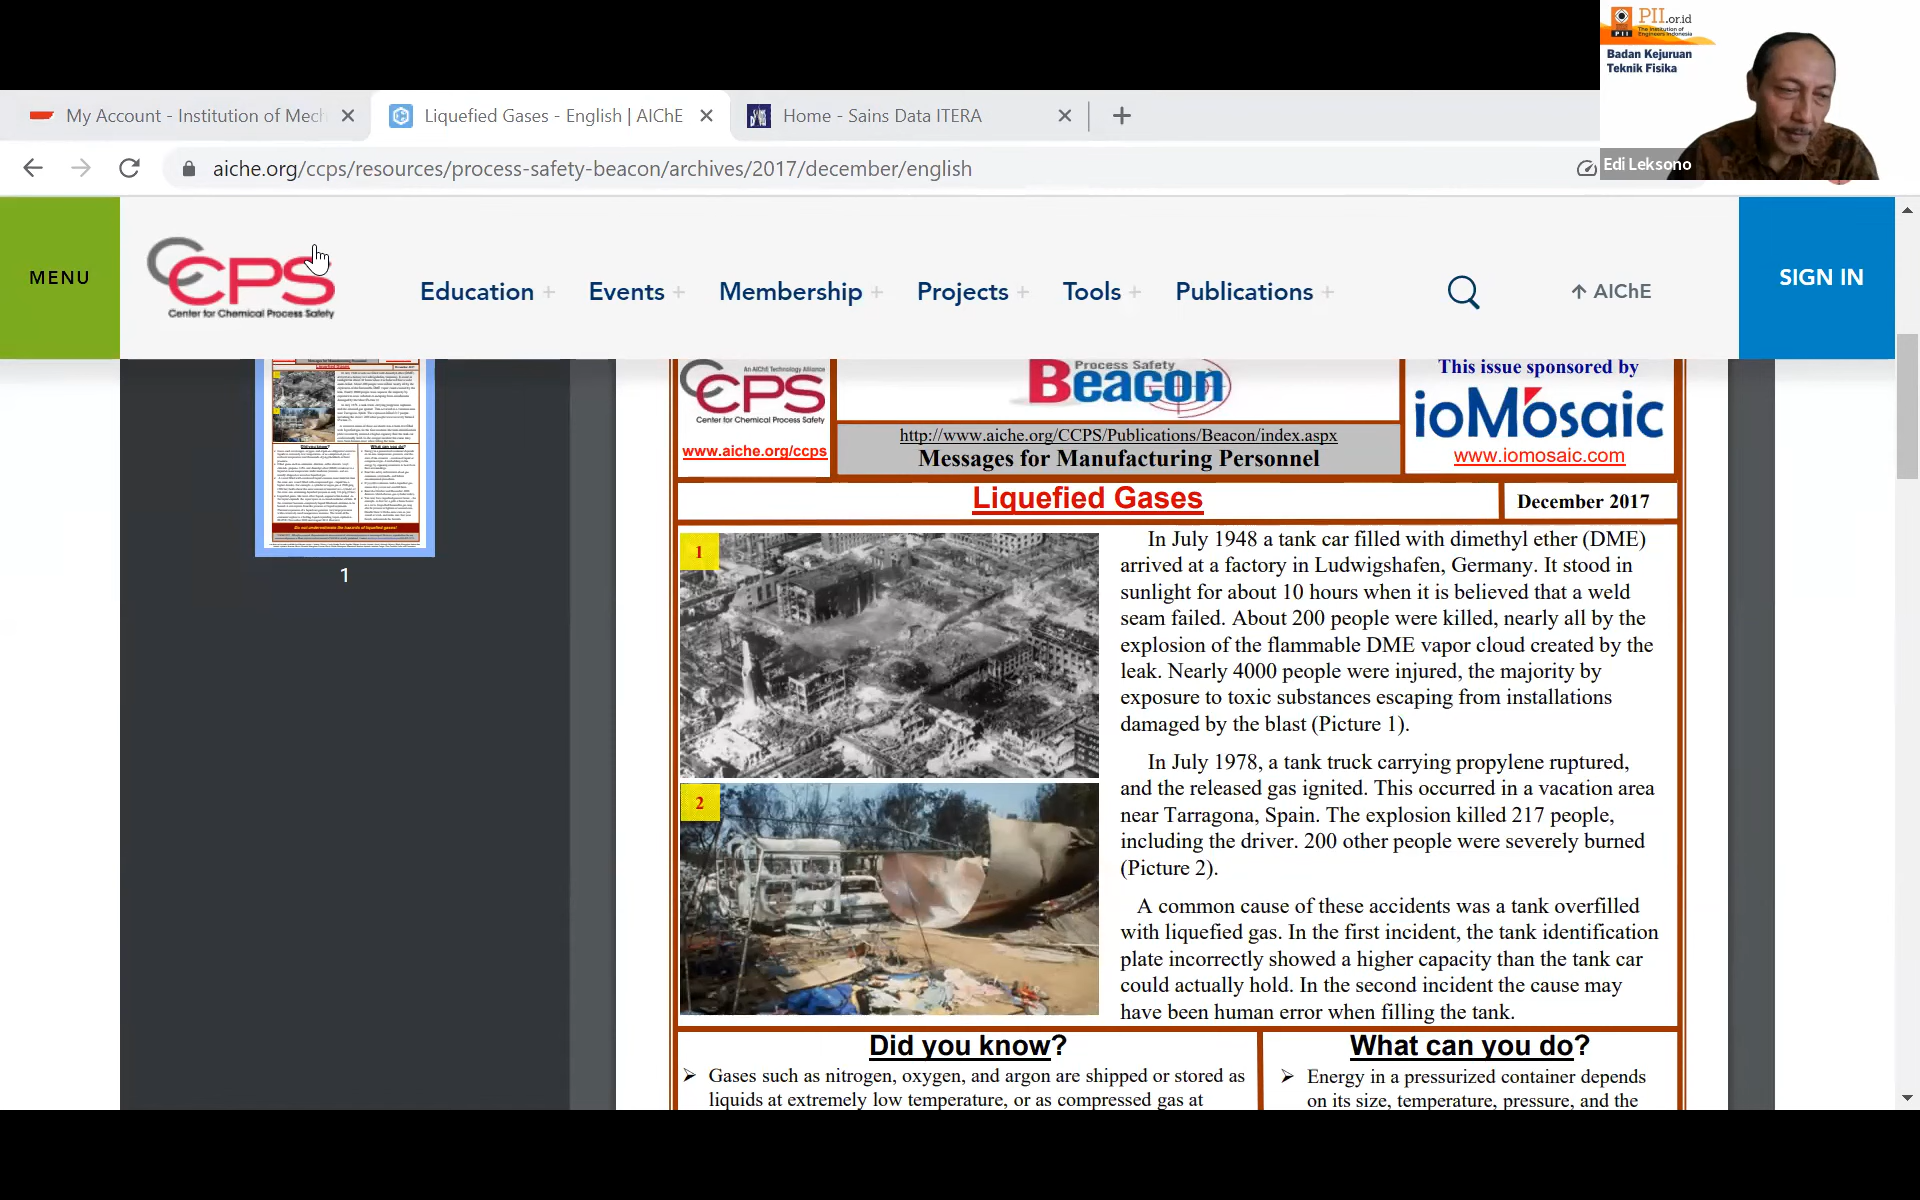 PII.or.id
The Institution of
Engineers Indonesia
PII
Badan Kejuruan
Teknik Fisika
Edi Leksono
My Account - Institution of Mech
Liquefied Gases - English | AIChE
Home - Sains Data ITERA
aiche.org/ccps/resources/process-safety-beacon/archives/2017/december/english
MENU
CCPS
Center for Chemical Process Safety
Education +
Events +
Membership +
Projects +
Tools +
Publications +
↑ AIChE
SIGN IN
1
An AIChE Technology Alliance
CCPS
Center for Chemical Process Safety
www.aiche.org/ccps
Process Safety
Beacon
http://www.aiche.org/CCPS/Publications/Beacon/index.aspx
Messages for Manufacturing Personnel
This issue sponsored by
ioMosaic
www.iomosaic.com
Liquefied Gases
December 2017
1
2
In July 1948 a tank car filled with dimethyl ether (DME)
arrived at a factory in Ludwigshafen, Germany. It stood in
sunlight for about 10 hours when it is believed that a weld
seam failed. About 200 people were killed, nearly all by the
explosion of the flammable DME vapor cloud created by the
leak. Nearly 4000 people were injured, the majority by
exposure to toxic substances escaping from installations
damaged by the blast (Picture 1).
In July 1978, a tank truck carrying propylene ruptured,
and the released gas ignited. This occurred in a vacation area
near Tarragona, Spain. The explosion killed 217 people,
including the driver. 200 other people were severely burned
(Picture 2).
A common cause of these accidents was a tank overfilled
with liquefied gas. In the first incident, the tank identification
plate incorrectly showed a higher capacity than the tank car
could actually hold. In the second incident the cause may
have been human error when filling the tank.
Did you know?
➢ Gases such as nitrogen, oxygen, and argon are shipped or stored as
liquids at extremely low temperature, or as compressed gas at
What can you do?
➢ Energy in a pressurized container depends
on its size, temperature, pressure, and the